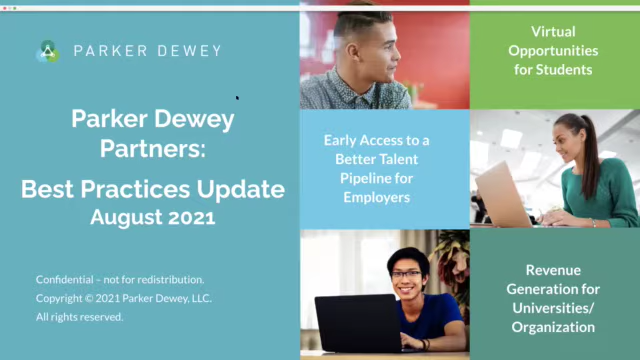 PARKER DEWEY
Parker Dewey
Partners:
Best Practices Update
August 2021
Confidential – not for redistribution.
Copyright © 2021 Parker Dewey, LLC.
All rights reserved.
Virtual
Opportunities
for Students
Early Access to a
Better Talent
Pipeline for
Employers
Revenue
Generation for
Universities/
Organization